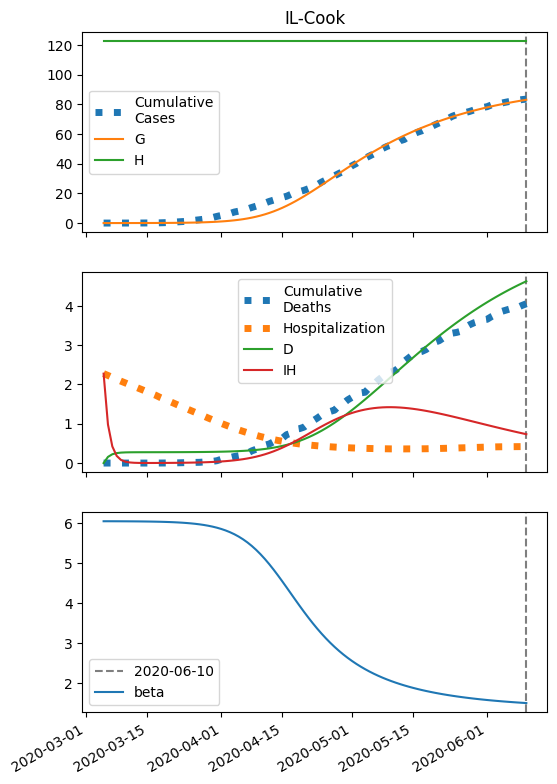 IL-Cook
120
100
80
60
40
20
0
Cumulative
Cases
G
H
4
3
2
1
0
Cumulative
Deaths
Hospitalization
D
IH
6
5
4
3
2
2020-06-10
beta
2020-03-01
2020-03-15
2020-04-01
2020-04-15
2020-05-01
2020-05-15
2020-06-01